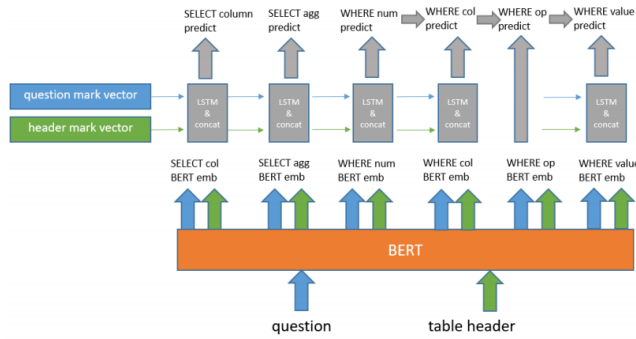 SELECT column
predict
SELECT agg
predict
WHERE num
predict
WHERE col
predict
WHERE op
predict
WHERE value
predict
question mark vector
header mark vector
LSTM
&
concat
LSTM
&
concat
LSTM
&
concat
LSTM
&
concat
LSTM
&
concat
SELECT col
BERT emb
SELECT agg
BERT emb
WHERE num
BERT emb
WHERE col
BERT emb
WHERE op
BERT emb
WHERE value
BERT emb
BERT
question
table header